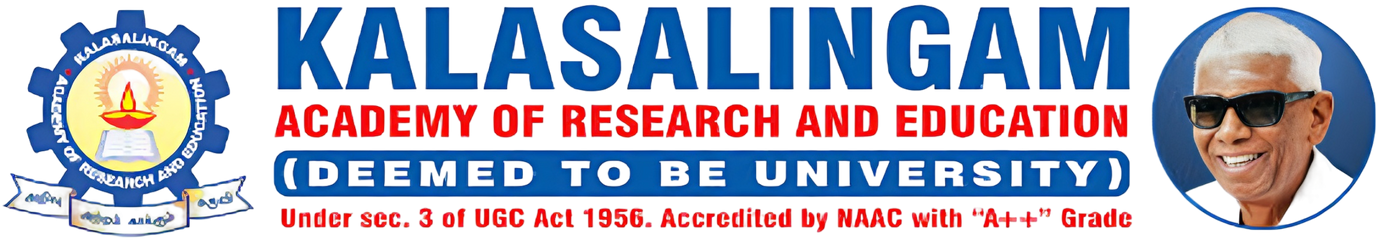 KALASALINGAM
ACADEMY OF RESEARCH AND EDUCATION
KALASALINGAM
ACADEMY OF RESEARCH AND EDUCATION
(DEEMED TO BE UNIVERSITY)
Under sec. 3 of UGC Act 1956. Accredited by NAAC with “A++” Grade